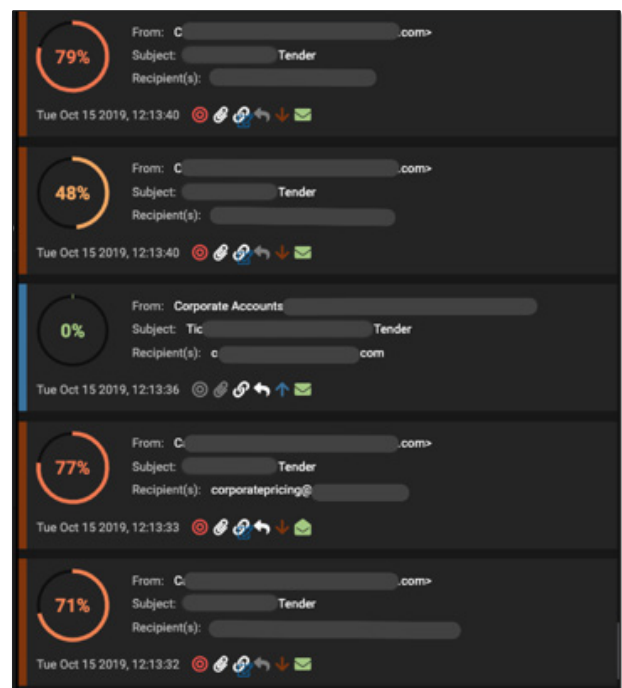 79%
From: C .com>
Subject: Tender
Recipient(s):
Tue Oct 15 2019, 12:13:40
48%
From: C .com>
Subject: Tender
Recipient(s):
Tue Oct 15 2019, 12:13:40
0%
From: Corporate Accounts
Subject: Tic Tender
Recipient(s): c com
Tue Oct 15 2019, 12:13:36
77%
From: C .com>
Subject: Tender
Recipient(s): corporatepricing@
Tue Oct 15 2019, 12:13:33
71%
From: C .com>
Subject: Tender
Recipient(s):
Tue Oct 15 2019, 12:13:32